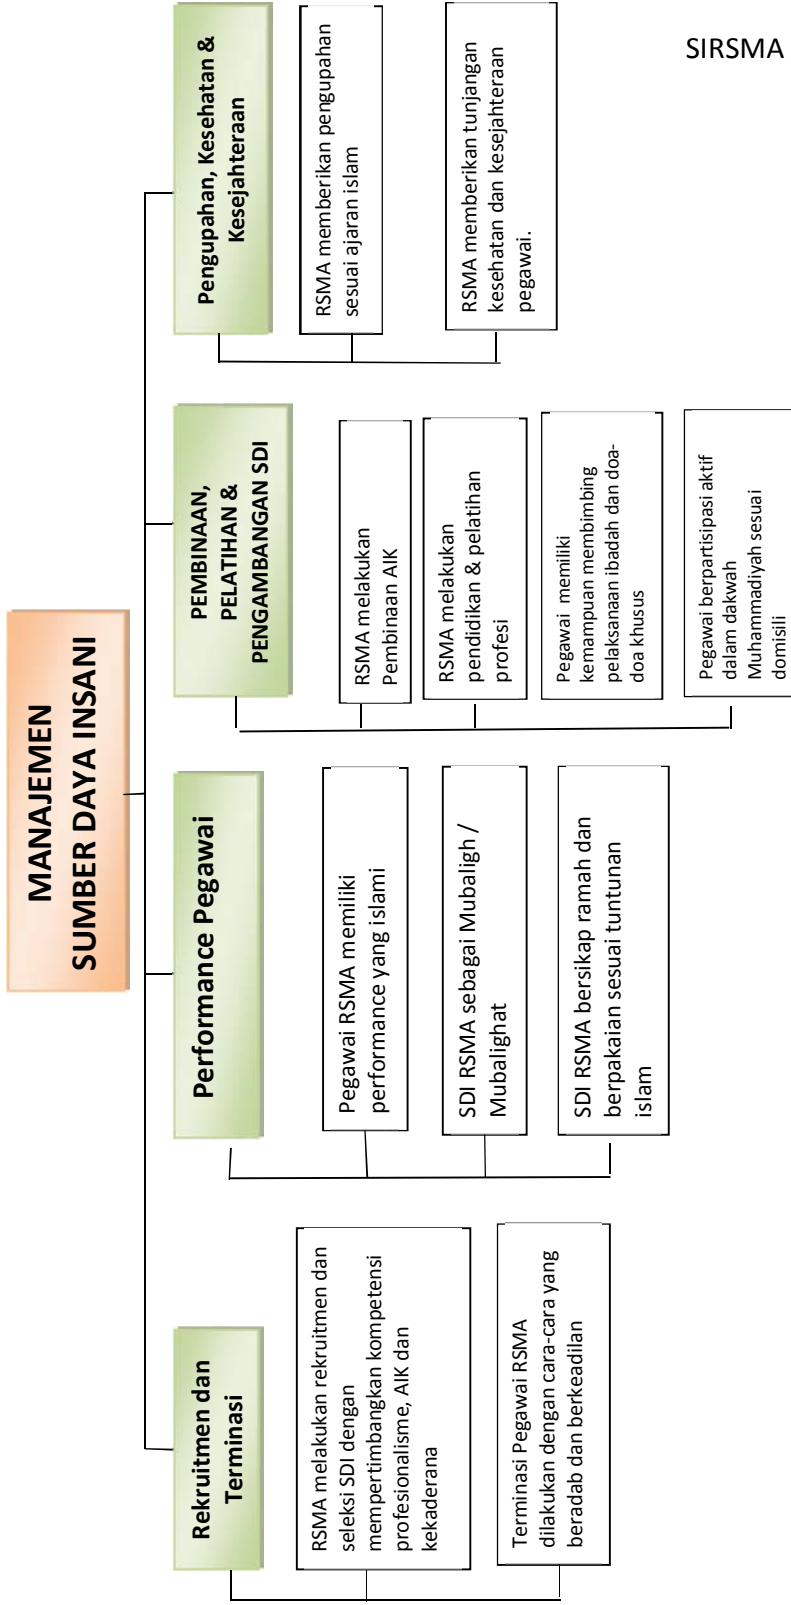 MANAJEMEN
SUMBER DAYA INSANI
Rekruitmen dan
Terminasi
RSMA melakukan rekruitmen dan
seleksi SDI dengan
mempertimbangkan kompetensi
profesionalisme, AIK dan
kekaderana
Terminasi Pegawai RSMA
dilakukan dengan cara-cara yang
beradab dan berkeadilan
Performance Pegawai
Pegawai RSMA memiliki
performance yang islami
SDI RSMA sebagai Mubaligh /
Mubalighat
SDI RSMA bersikap ramah dan
berpakaian sesuai tuntunan
islam
PEMBINAAN,
PELATIHAN &
PENGAMBANGAN SDI
RSMA melakukan
Pembinaan AIK
RSMA melakukan
pendidikan & pelatihan
profesi
Pegawai memiliki
kemampuan membimbing
pelaksanaan ibadah dan doa-
doa khusus
Pegawai berpartisipasi aktif
dalam dakwah
Muhammadiyah sesuai
domisili
Pengupahan, Kesehatan &
Kesejahteraan
RSMA memberikan pengupahan
sesuai ajaran islam
RSMA memberikan tunjangan
kesehatan dan kesejahteraan
pegawai.
SIRSMA